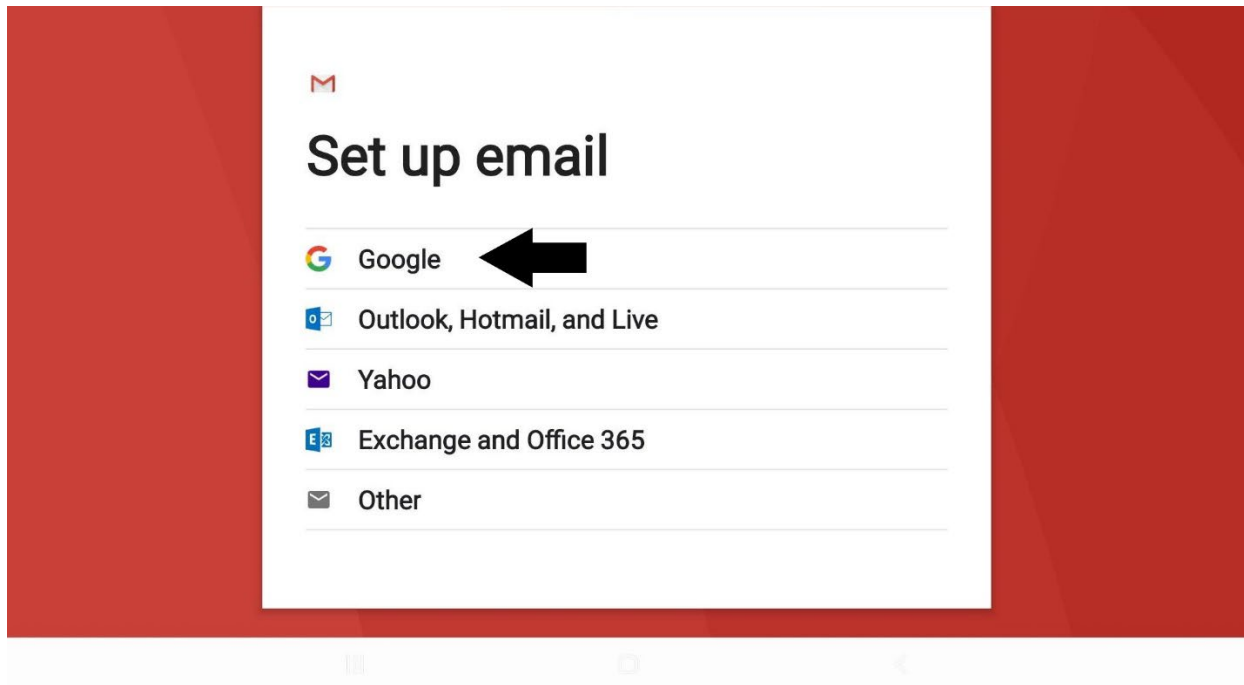 Set up email
Google
Outlook, Hotmail, and Live
Yahoo
Exchange and Office 365
Other